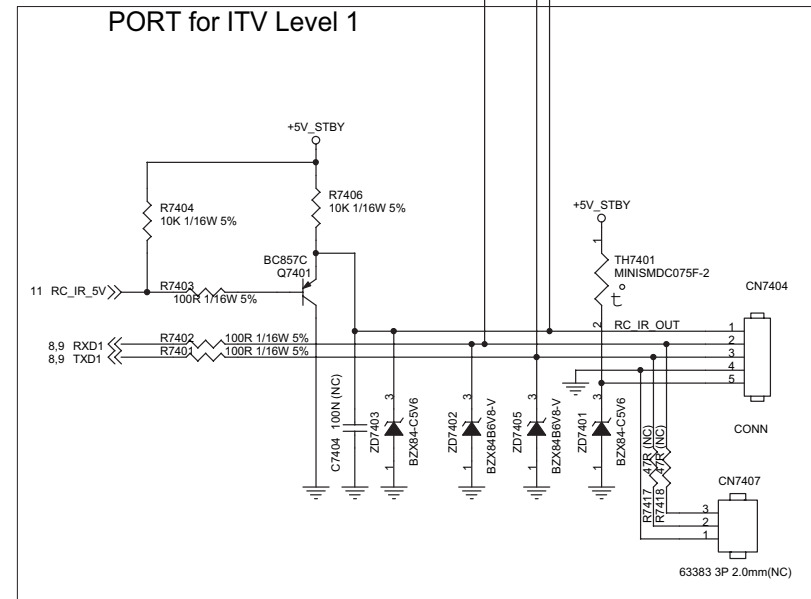 PORT for ITV Level 1
+5V_STBY
R7404
10K 1/16W 5%
R7406
10K 1/16W 5%
+5V_STBY
1
TH7401
MINISMDC075F-2
t
2
BC857C
Q7401
CN7404
11 RC_IR_5V
R7403
100R 1/16W 5%
RC_IR_OUT
1
8,9 RXD1
R7402
100R 1/16W 5%
2
8,9 TXD1
R7401
100R 1/16W 5%
3
4
5
C7404 100N (NC)
ZD7403
3
1
BZX84-C5V6
ZD7402
3
1
BZX84B6V8-V
ZD7405
3
1
BZX84B6V8-V
ZD7401
3
1
BZX84-C5V6
CONN
R7417 47R (NC)
R7418 47R (NC)
CN7407
3
2
1
63383 3P 2.0mm(NC)